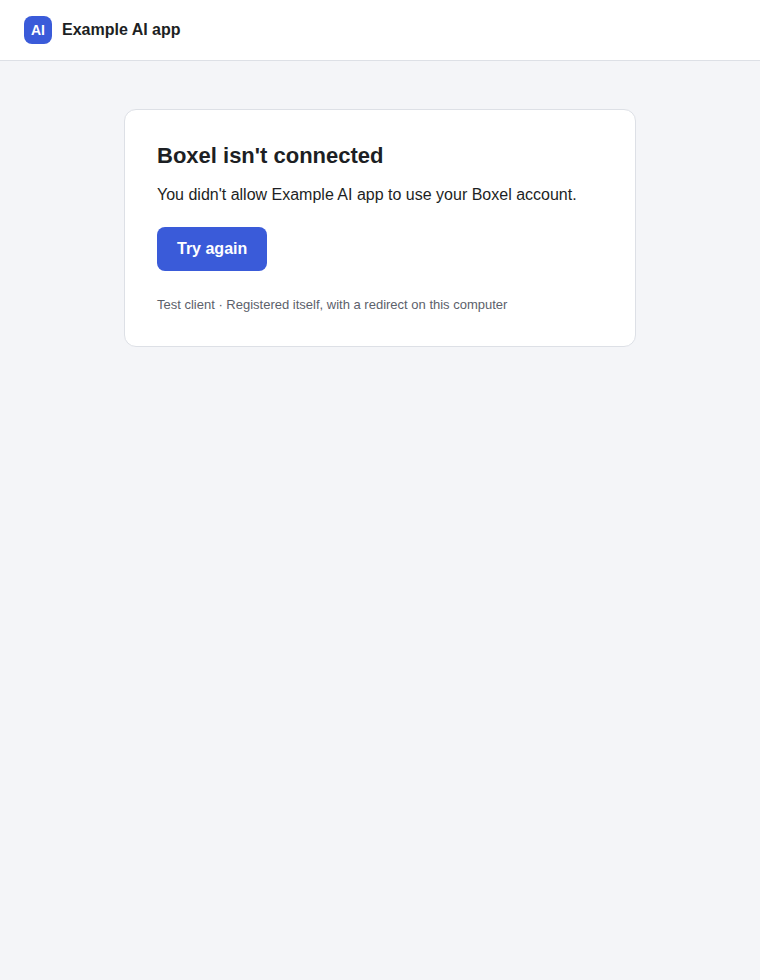 AI Example AI app
Boxel isn't connected
You didn't allow Example AI app to use your Boxel account.
Try again
Test client · Registered itself, with a redirect on this computer